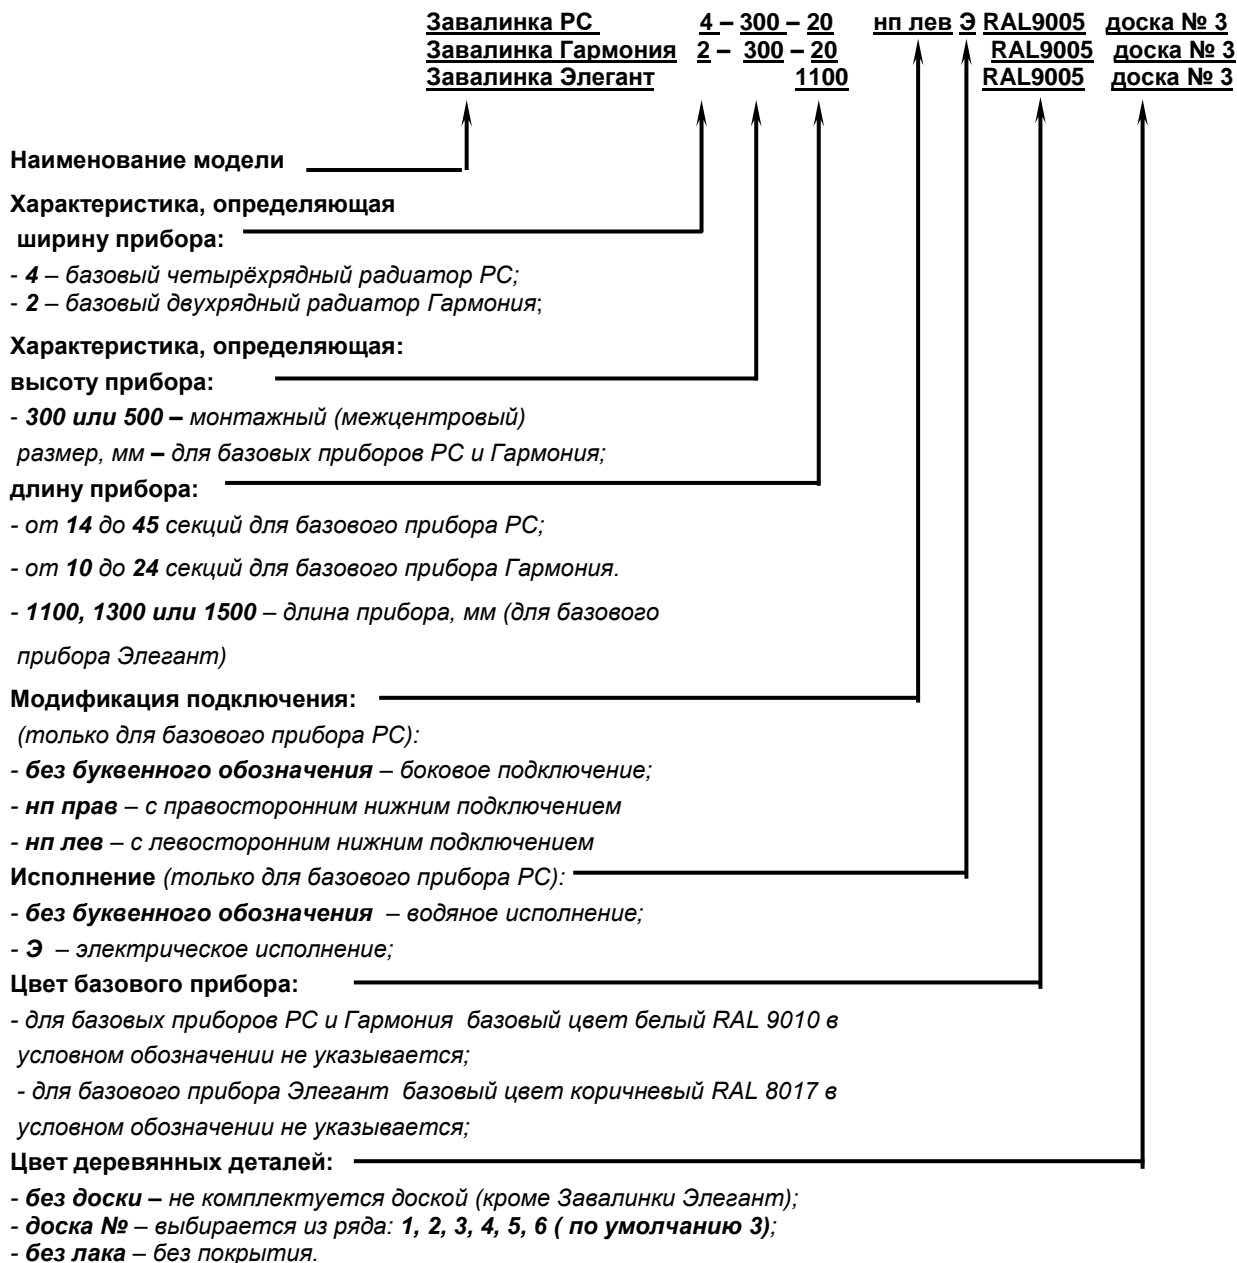 Завалинка РС 4 – 300 – 20 нп лев Э RAL9005 доска № 3
Завалинка Гармония 2 – 300 – 20 RAL9005 доска № 3
Завалинка Элегант 1100 RAL9005 доска № 3
Наименование модели
Характеристика, определяющая
ширину прибора:
- 4 – базовый четырёхрядный радиатор РС;
- 2 – базовый двухрядный радиатор Гармония;
Характеристика, определяющая:
высоту прибора:
- 300 или 500 – монтажный (межцентровый)
размер, мм – для базовых приборов РС и Гармония;
длину прибора:
- от 14 до 45 секций для базового прибора РС;
- от 10 до 24 секций для базового прибора Гармония.
- 1100, 1300 или 1500 – длина прибора, мм (для базового
прибора Элегант)
Модификация подключения:
(только для базового прибора РС):
- без буквенного обозначения – боковое подключение;
- нп прав – с правосторонним нижним подключением
- нп лев – с левосторонним нижним подключением
Исполнение (только для базового прибора РС):
- без буквенного обозначения – водяное исполнение;
- Э – электрическое исполнение;
Цвет базового прибора:
- для базовых приборов РС и Гармония базовый цвет белый RAL 9010 в
условном обозначении не указывается;
- для базового прибора Элегант базовый цвет коричневый RAL 8017 в
условном обозначении не указывается;
Цвет деревянных деталей:
- без доски – не комплектуется доской (кроме Завалинки Элегант);
- доска № – выбирается из ряда: 1, 2, 3, 4, 5, 6 ( по умолчанию 3);
- без лака – без покрытия.